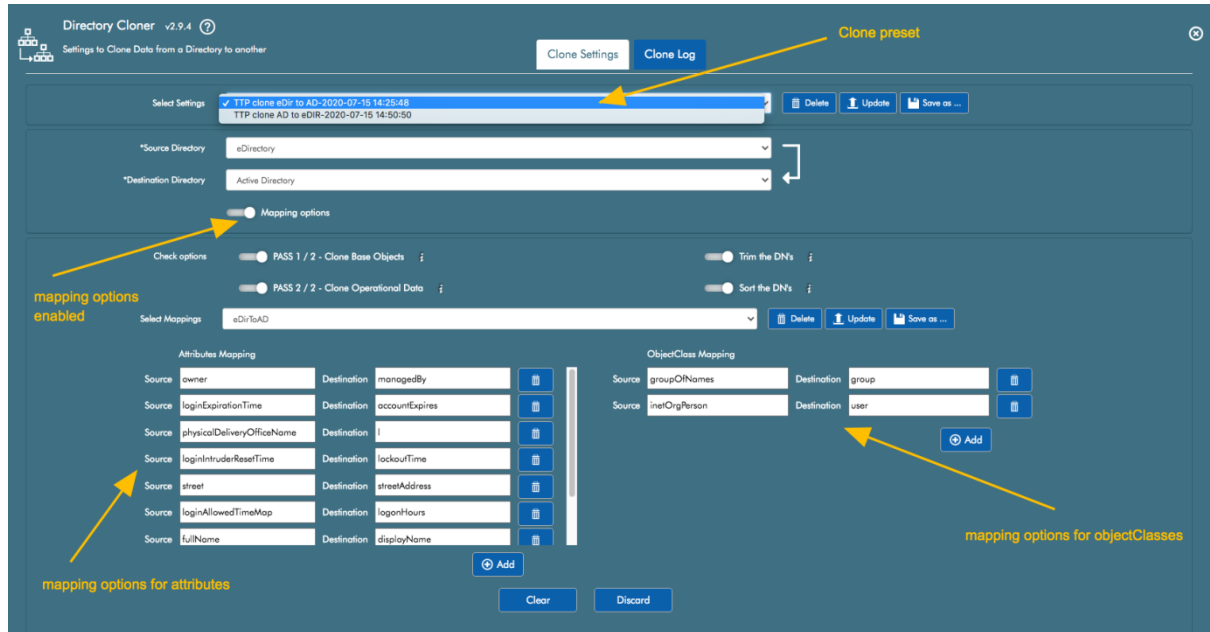 Directory Cloner v2.9.4 ?
Settings to Clone Data from a Directory to another
Clone preset
Clone Settings Clone Log
Select Settings ✓ TTP clone eDir to AD-2020-07-15 14:25:48 Delete Update Save as ...
TTP clone AD to eDIR-2020-07-15 14:50:50
*Source Directory eDirectory
*Destination Directory Active Directory
Mapping options
Check options PASS 1 / 2 - Clone Base Objects i Trim the DN's i
PASS 2 / 2 - Clone Operational Data i Sort the DN's i
mapping options
enabled
Select Mappings eDirToAD Delete Update Save as ...
Attributes Mapping ObjectClass Mapping
Source owner Destination managedBy Source groupOfNames Destination group
Source loginExpirationTime Destination accountExpires Source inetOrgPerson Destination user
Source physicalDeliveryOfficeName Destination l Add
Source loginIntruderResetTime Destination lockoutTime
Source street Destination streetAddress
Source loginAllowedTimeMap Destination logonHours
Source fullName Destination displayName
mapping options for objectClasses
Add
mapping options for attributes
Clear Discard